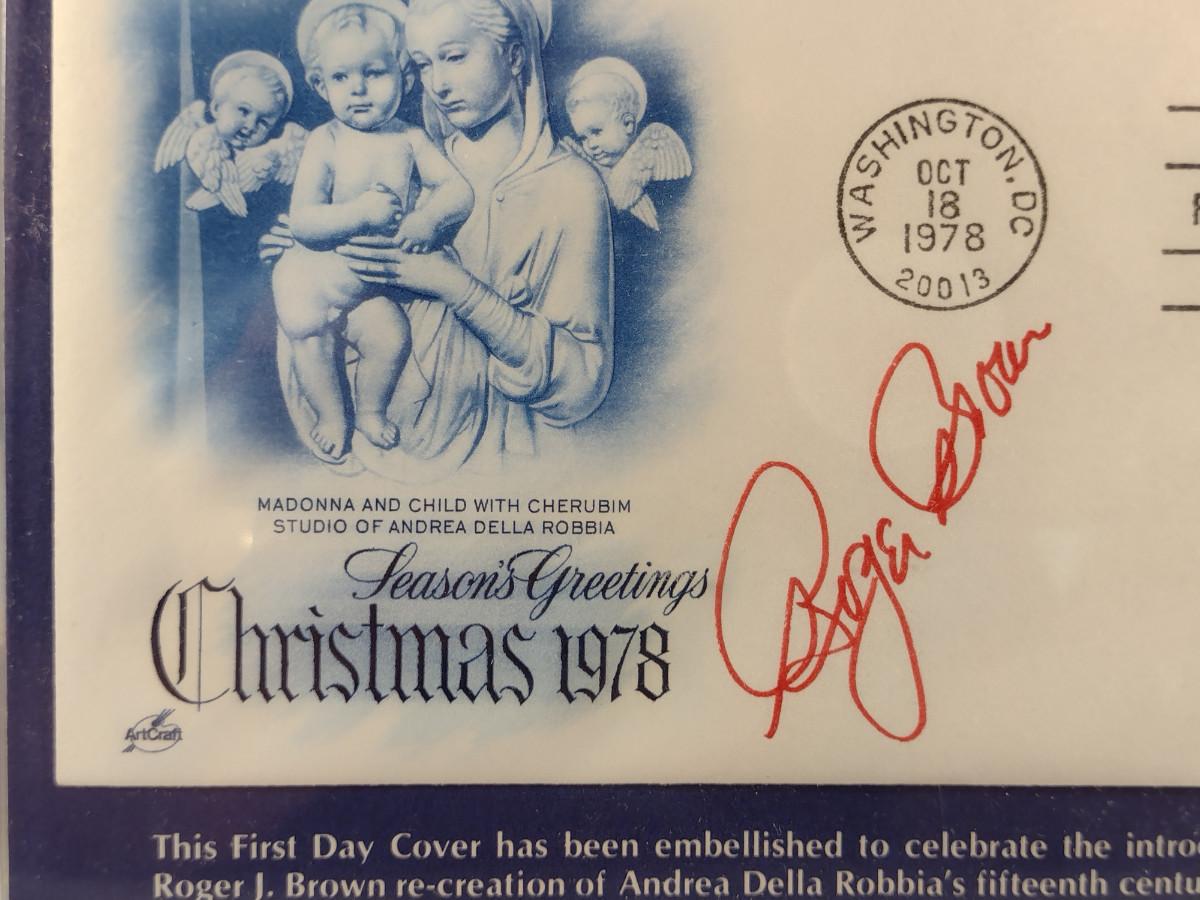 WASHINGTON, DC
OCT
18
1978
20013
Roger Brown
MADONNA AND CHILD WITH CHERUBIM
STUDIO OF ANDREA DELLA ROBBIA
Season's Greetings
Christmas 1978
ArtCraft
This First Day Cover has been embellished to celebrate the
Roger J. Brown re-creation of Andrea Della Robbia's fifteenth